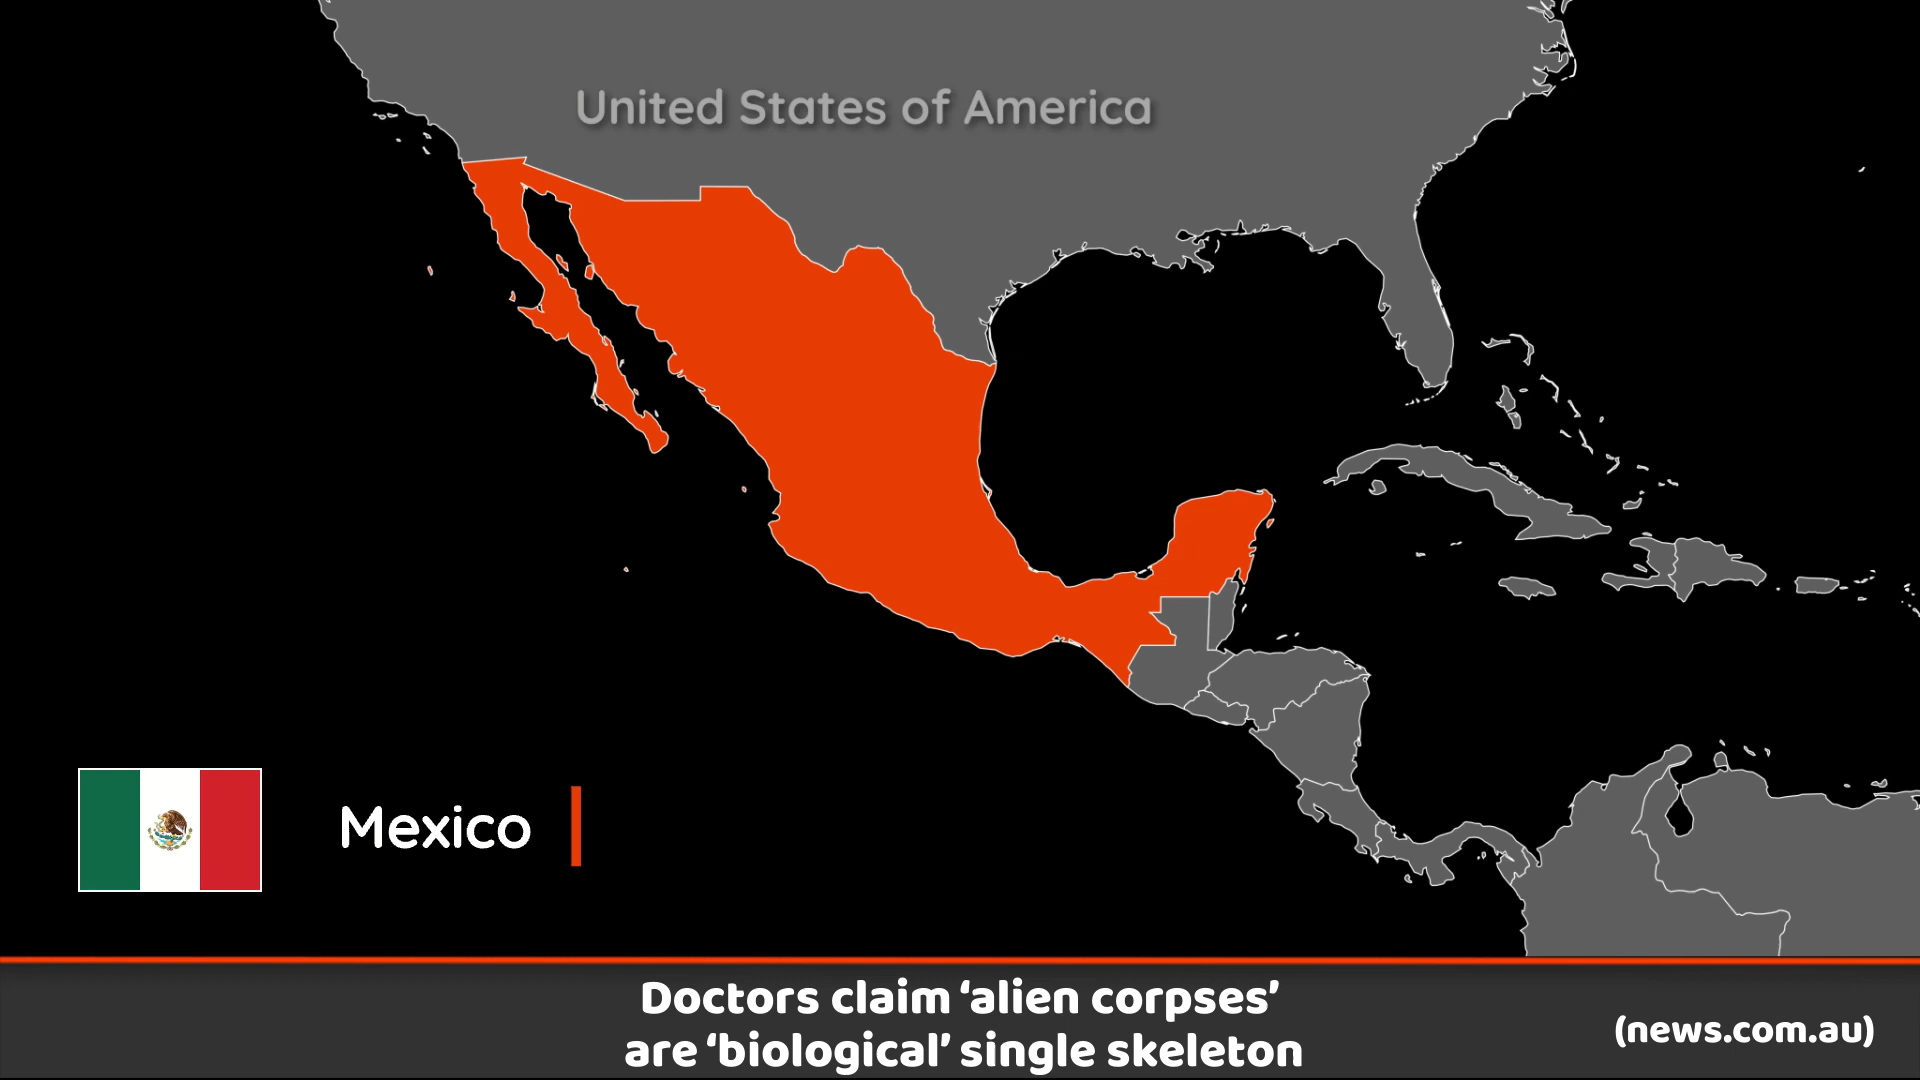 United States of America
Mexico
Doctors claim ‘alien corpses’
are ‘biological’ single skeleton
(news.com.au)